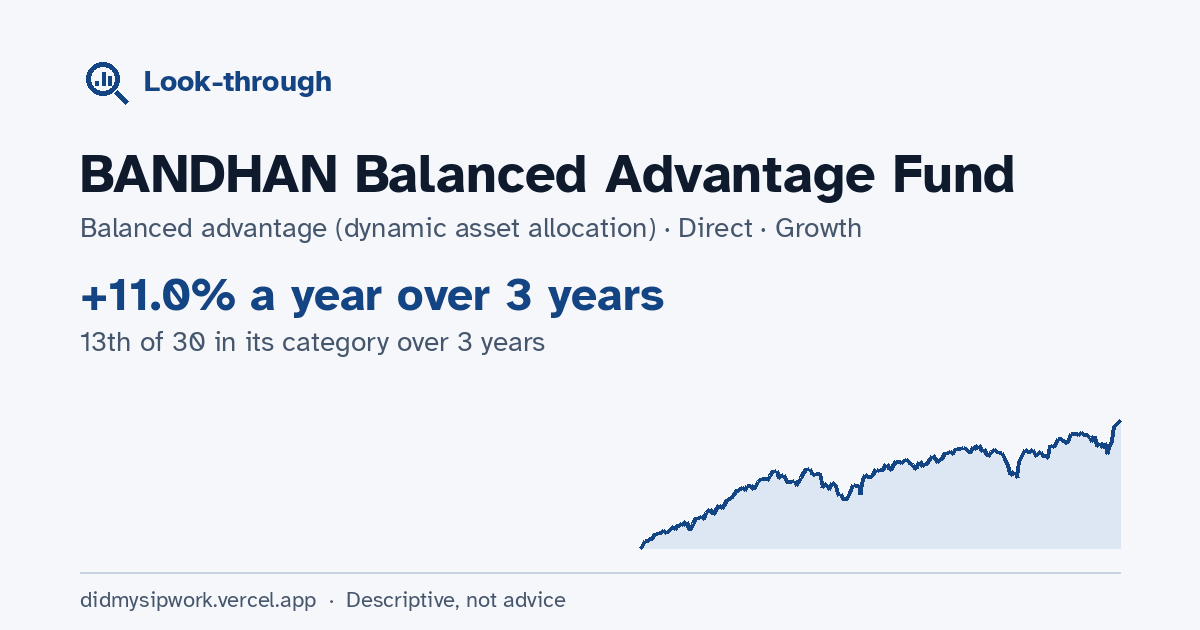 Look-through
BANDHAN Balanced Advantage Fund
Balanced advantage (dynamic asset allocation) · Direct · Growth
+11.0% a year over 3 years
13th of 30 in its category over 3 years
didmysipwork.vercel.app · Descriptive, not advice